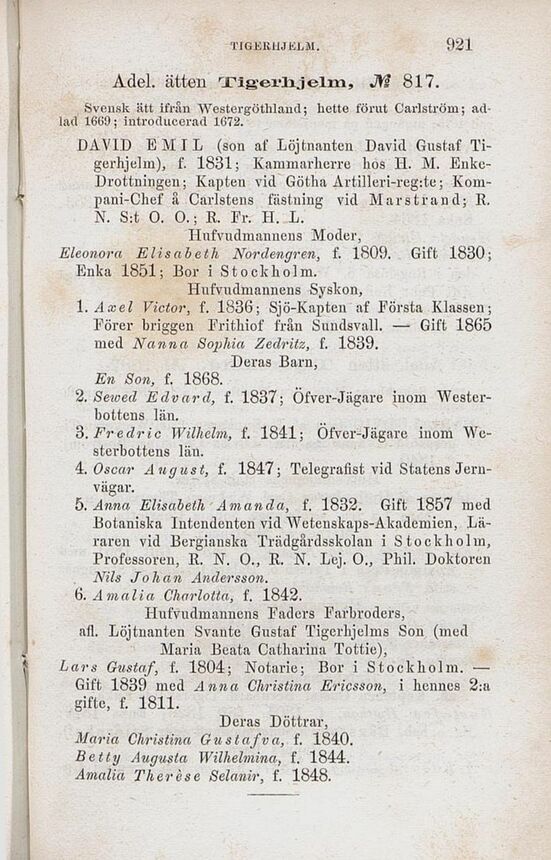 TIGERHJELM. 921
Adel. ätten Tigerhjelm, № 817.
Svensk ätt ifrån Westergöthland; hette förut Carlström; ad-
lad 1669; introducerad 1672.
DAVID EMIL (son af Löjtnanten David Gustaf Ti-
gerhjelm), f. 1831; Kammarherre hos H. M. Enke-
Drottningen; Kapten vid Götha Artilleri-reg:te; Kom-
pani-Chef å Carlstens fästning vid Marstrand; R.
N. S:t O. O.; R. Fr. H. L.
Hufvudmannens Moder,
Eleonora Elisabeth Nordengren, f. 1809. Gift 1830;
Enka 1851; Bor i Stockholm.
Hufvudmannens Syskon,
1. Axel Victor, f. 1836; Sjö-Kapten af Första Klassen;
Förer briggen Frithiof från Sundsvall. — Gift 1865
med Nanna Sophia Zedritz, f. 1839.
Deras Barn,
En Son, f. 1868.
2. Sewed Edvard, f. 1837; Öfver-Jägare inom Wester-
bottens län.
3. Fredric Wilhelm, f. 1841; Öfver-Jägare inom We-
sterbottens län.
4. Oscar August, f. 1847; Telegrafist vid Statens Jern-
vägar.
5. Anna Elisabeth Amanda, f. 1832. Gift 1857 med
Botaniska Intendenten vid Wetenskaps-Akademien, Lä-
raren vid Bergianska Trädgårdsskolan i Stockholm,
Professoren, R. N. O., R. N. Lej. O., Phil. Doktoren
Nils Johan Andersson.
6. Amalia Charlotta, f. 1842.
Hufvudmannens Faders Farbroders,
afl. Löjtnanten Svante Gustaf Tigerhjelms Son (med
Maria Beata Catharina Tottie),
Lars Gustaf, f. 1804; Notarie; Bor i Stockholm. —
Gift 1839 med Anna Christina Ericsson, i hennes 2:a
gifte, f. 1811.
Deras Döttrar,
Maria Christina Gustafva, f. 1840.
Betty Augusta Wilhelmina, f. 1844.
Amalia Therèse Selanir, f. 1848.